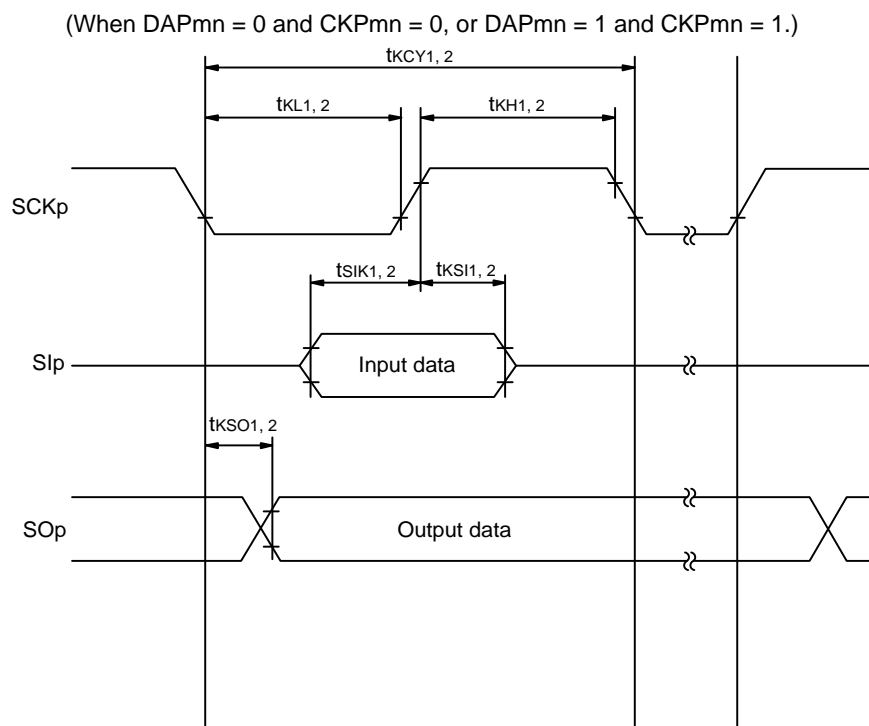 (When DAPmn = 0 and CKPmn = 0, or DAPmn = 1 and CKPmn = 1.)
tKCY1, 2
tKL1, 2
tKH1, 2
SCKp
tSIK1, 2
tKSI1, 2
SIp
Input data
tKSO1, 2
SOp
Output data